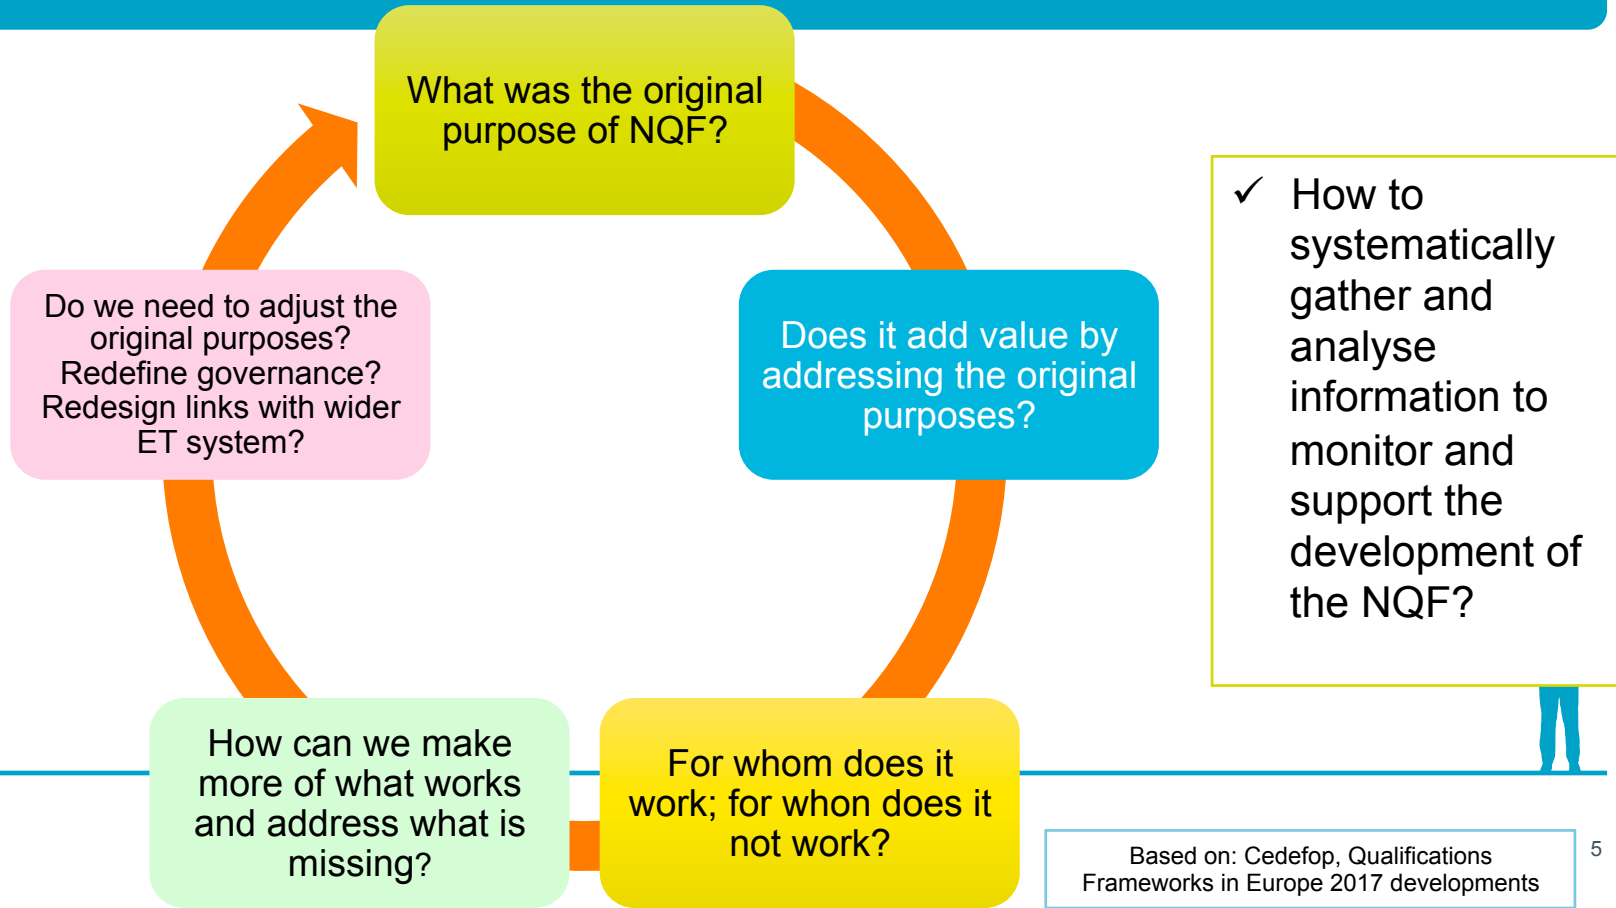 What was the original
purpose of NQF?
Does it add value by
addressing the original
purposes?
For whom does it
work; for whon does it
not work?
How can we make
more of what works
and address what is
missing?
Do we need to adjust the
original purposes?
Redefine governance?
Redesign links with wider
ET system?
✓ How to
systematically
gather and
analyse
information to
monitor and
support the
development of
the NQF?
Based on: Cedefop, Qualifications
Frameworks in Europe 2017 developments
5